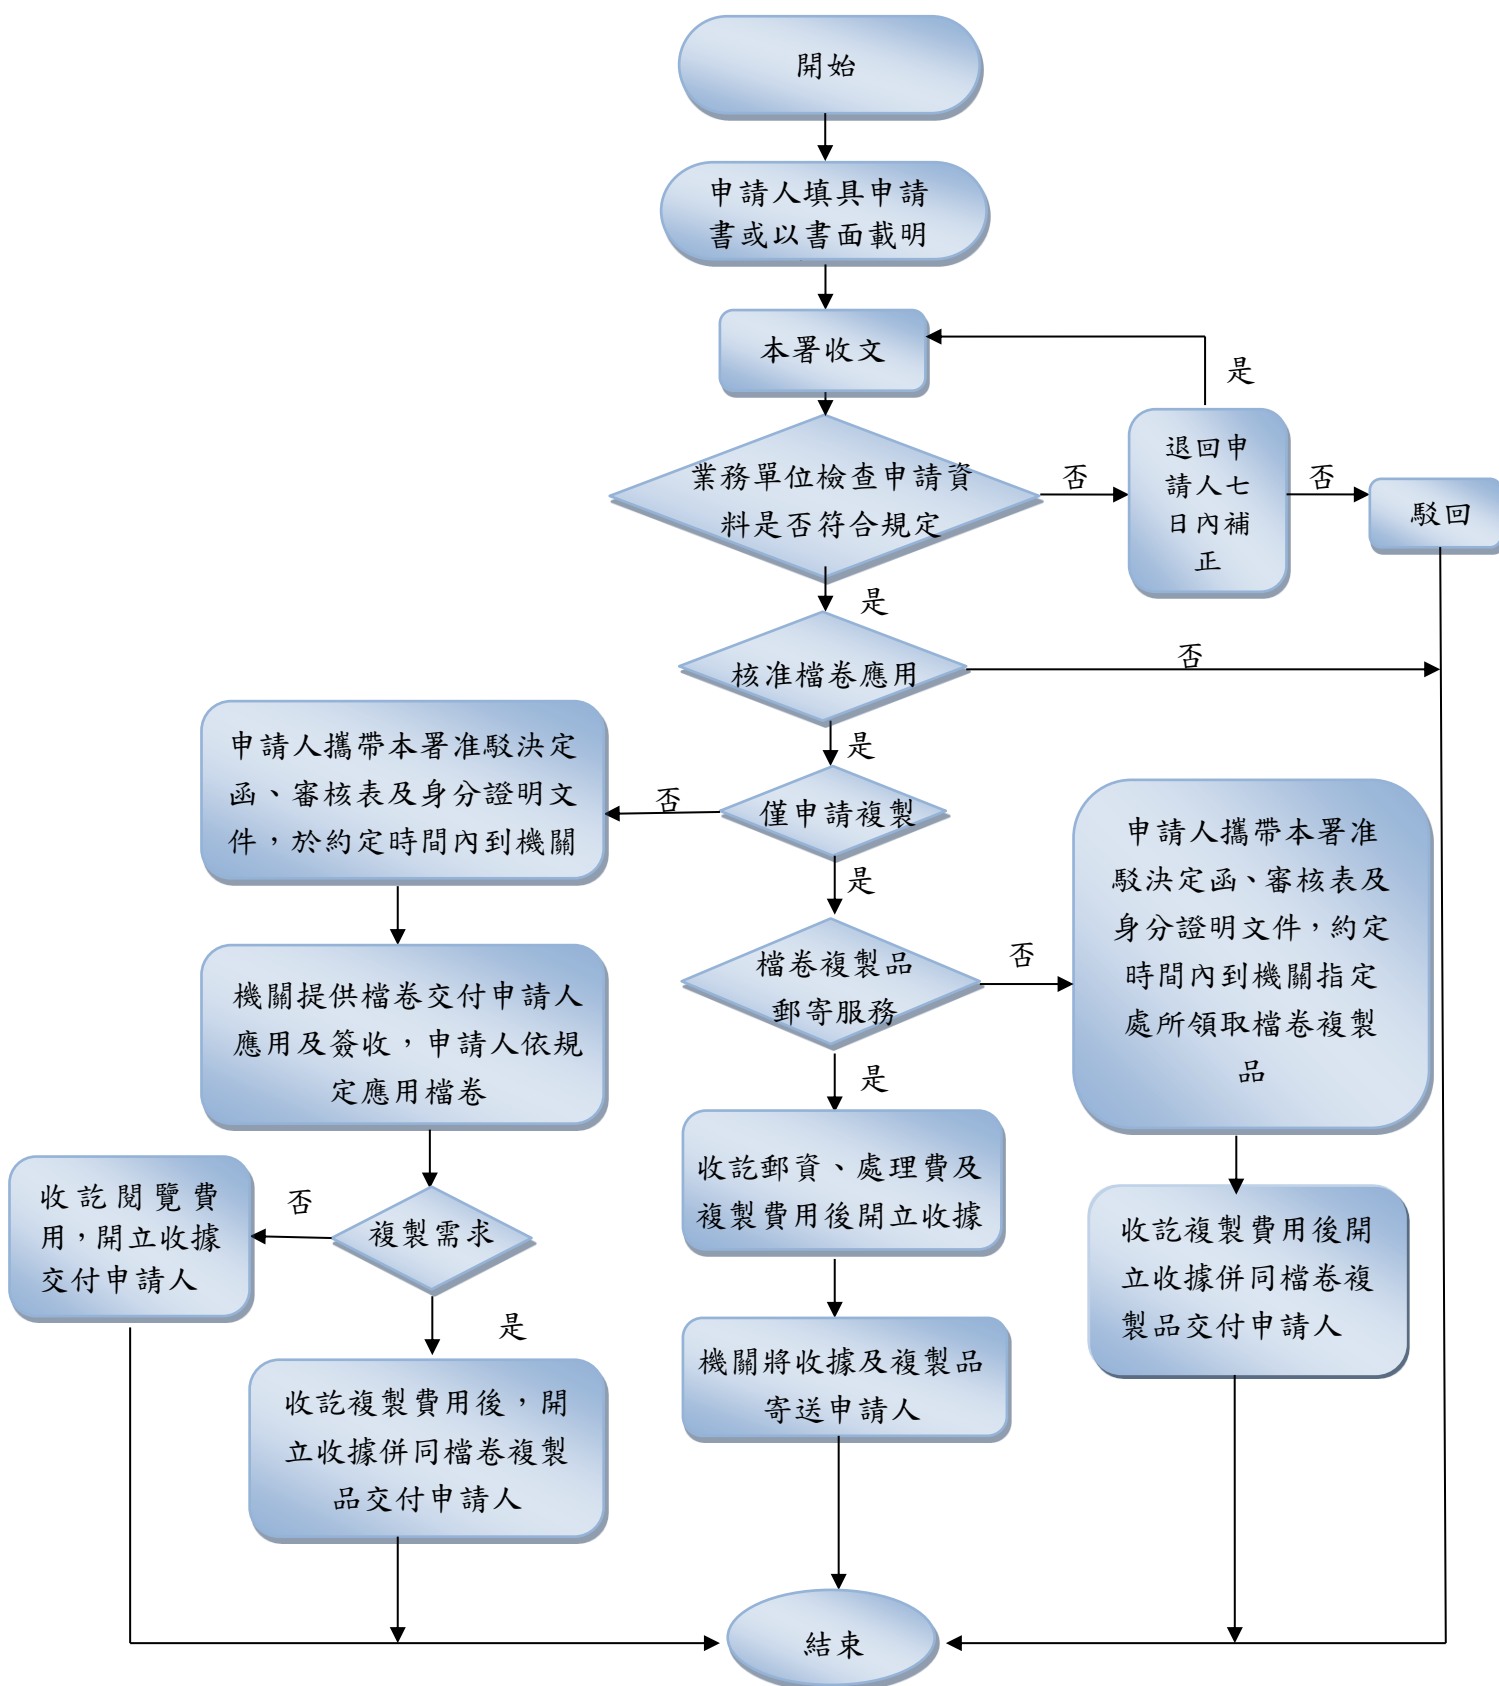 開始
申請人填具申請
書或以書面載明
本署收文
是
業務單位檢查申請資
料是否符合規定
否
退回申
請人七
日內補
正
否
駁回
是
核准檔卷應用
否
是
僅申請複製
否
申請人攜帶本署准駁決定
函、審核表及身分證明文
件，於約定時間內到機關
是
檔卷複製品
郵寄服務
否
申請人攜帶本署准
駁決定函、審核表及
身分證明文件，約定
時間內到機關指定
處所領取檔卷複製
品
機關提供檔卷交付申請人
應用及簽收，申請人依規
定應用檔卷
是
收訖郵資、處理費及
複製費用後開立收據
複製需求
否
收訖閱覽費
用，開立收據
交付申請人
收訖複製費用後開
立收據併同檔卷複
製品交付申請人
是
機關將收據及複製品
寄送申請人
收訖複製費用後，開
立收據併同檔卷複製
品交付申請人
結束